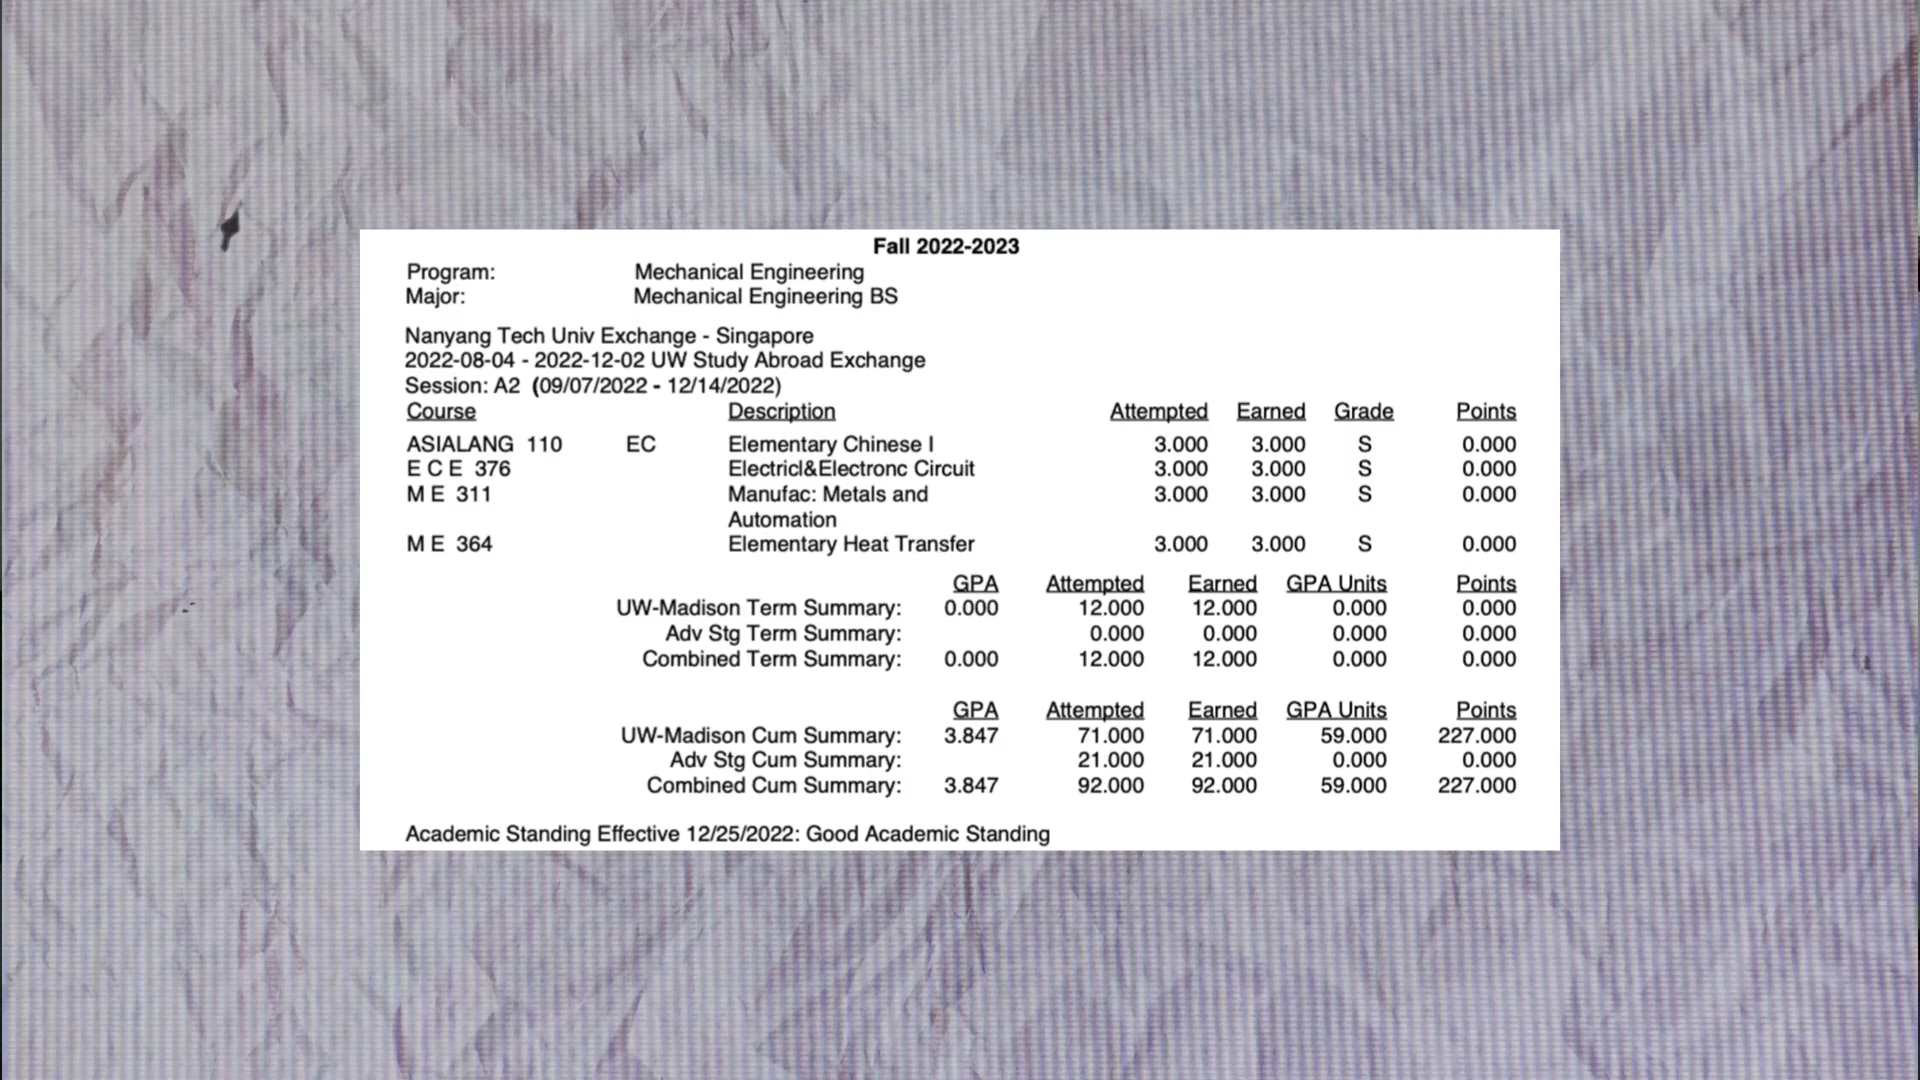 Fall 2022-2023
Program: Mechanical Engineering
Major: Mechanical Engineering BS
Nanyang Tech Univ Exchange - Singapore
2022-08-04 - 2022-12-02 UW Study Abroad Exchange
Session: A2 (09/07/2022 - 12/14/2022)
Course Description Attempted Earned Grade Points
ASIALANG 110 EC Elementary Chinese I 3.000 3.000 S 0.000
E C E 376 Electricl&Electronc Circuit 3.000 3.000 S 0.000
M E 311 Manufac: Metals and 3.000 3.000 S 0.000
Automation
M E 364 Elementary Heat Transfer 3.000 3.000 S 0.000
GPA Attempted Earned GPA Units Points
UW-Madison Term Summary: 0.000 12.000 12.000 0.000 0.000
Adv Stg Term Summary: 0.000 0.000 0.000 0.000
Combined Term Summary: 0.000 12.000 12.000 0.000 0.000
GPA Attempted Earned GPA Units Points
UW-Madison Cum Summary: 3.847 71.000 71.000 59.000 227.000
Adv Stg Cum Summary: 21.000 21.000 0.000 0.000
Combined Cum Summary: 3.847 92.000 92.000 59.000 227.000
Academic Standing Effective 12/25/2022: Good Academic Standing